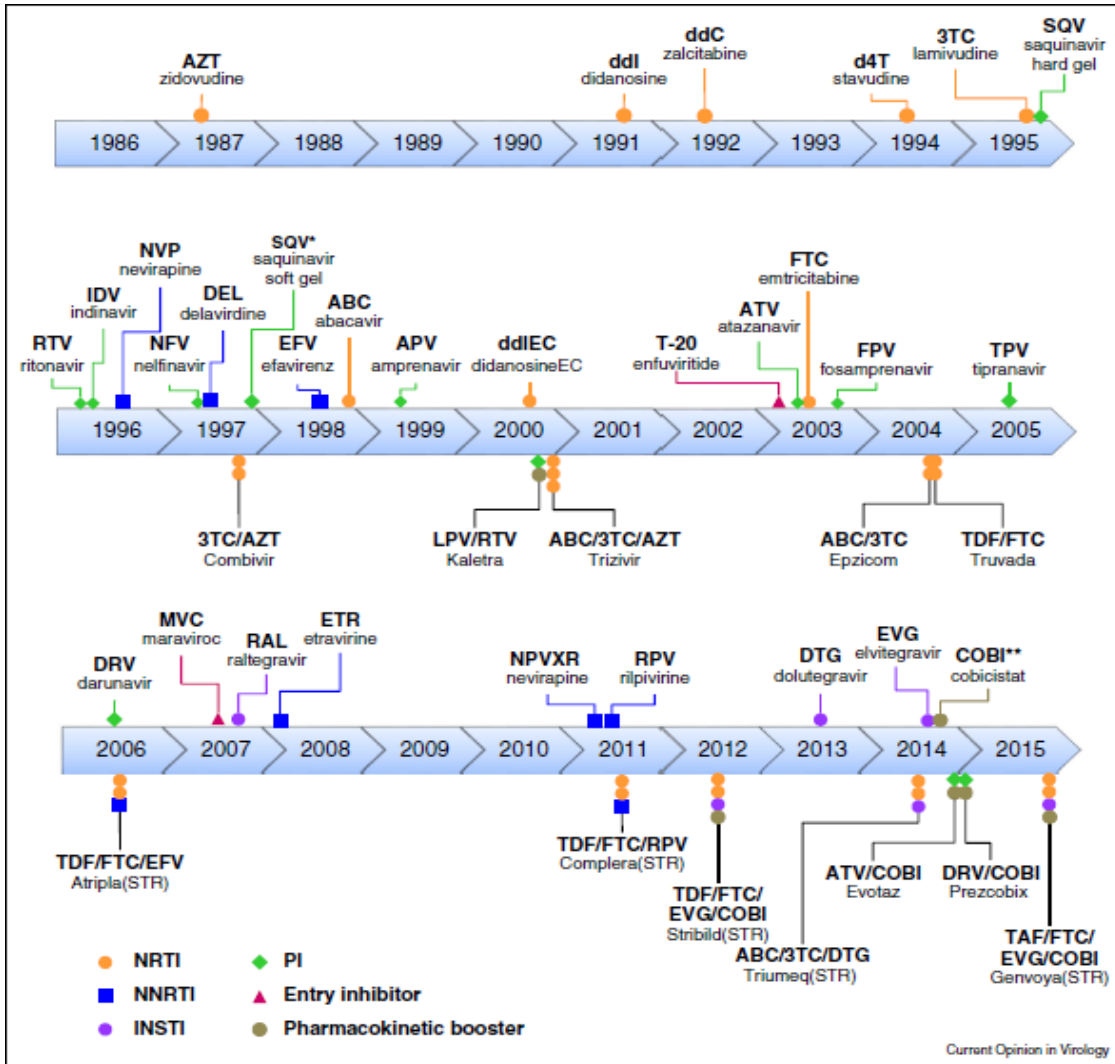 AZT
zidovudine
ddI
didanosine
ddC
zalcitabine
d4T
stavudine
3TC
lamivudine
SQV
saquinavir
hard gel
1986 1987 1988 1989 1990 1991 1992 1993 1994 1995
RTV
ritonavir
IDV
indinavir
NVP
nevirapine
NFV
nelfinavir
DEL
delavirdine
SQV*
saquinavir
soft gel
EFV
efavirenz
ABC
abacavir
APV
amprenavir
ddIEC
didanosineEC
T-20
enfuviritide
ATV
atazanavir
FTC
emtricitabine
FPV
fosamprenavir
TPV
tipranavir
1996 1997 1998 1999 2000 2001 2002 2003 2004 2005
3TC/AZT
Combivir
LPV/RTV
Kaletra
ABC/3TC/AZT
Trizivir
ABC/3TC
Epzicom
TDF/FTC
Truvada
DRV
darunavir
MVC
maraviroc
RAL
raltegravir
ETR
etravirine
NPVXR
nevirapine
RPV
rilpivirine
DTG
dolutegravir
EVG
elvitegravir
COBI**
cobicistat
2006 2007 2008 2009 2010 2011 2012 2013 2014 2015
TDF/FTC/EFV
Atripla(STR)
TDF/FTC/RPV
Complera(STR)
TDF/FTC/
EVG/COBI
Stribild(STR)
ABC/3TC/DTG
Triumeq(STR)
ATV/COBI
Evotaz
DRV/COBI
Prezcobix
TAF/FTC/
EVG/COBI
Genvoya(STR)
NRTI
NNRTI
INSTI
PI
Entry inhibitor
Pharmacokinetic booster
Current Opinion in Virology